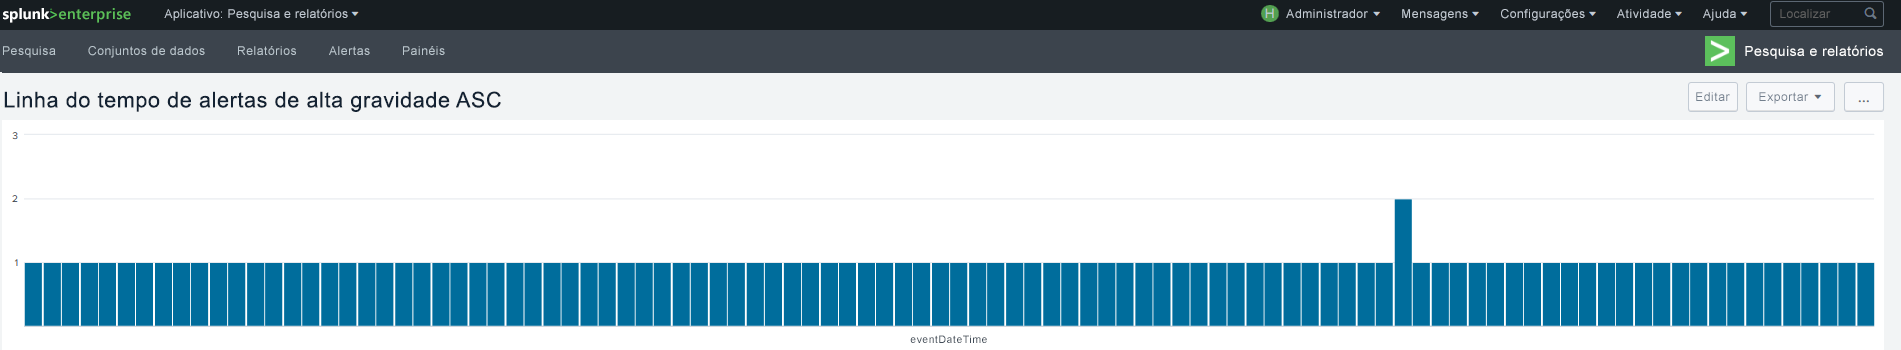 splunk>enterprise Aplicativo: Pesquisa e relatórios H Administrador Mensagens Configurações Atividade Ajuda Localizar
Pesquisa Conjuntos de dados Relatórios Alertas Painéis > Pesquisa e relatórios
Linha do tempo de alertas de alta gravidade ASC Editar Exportar ...
3
2
1
eventDateTime